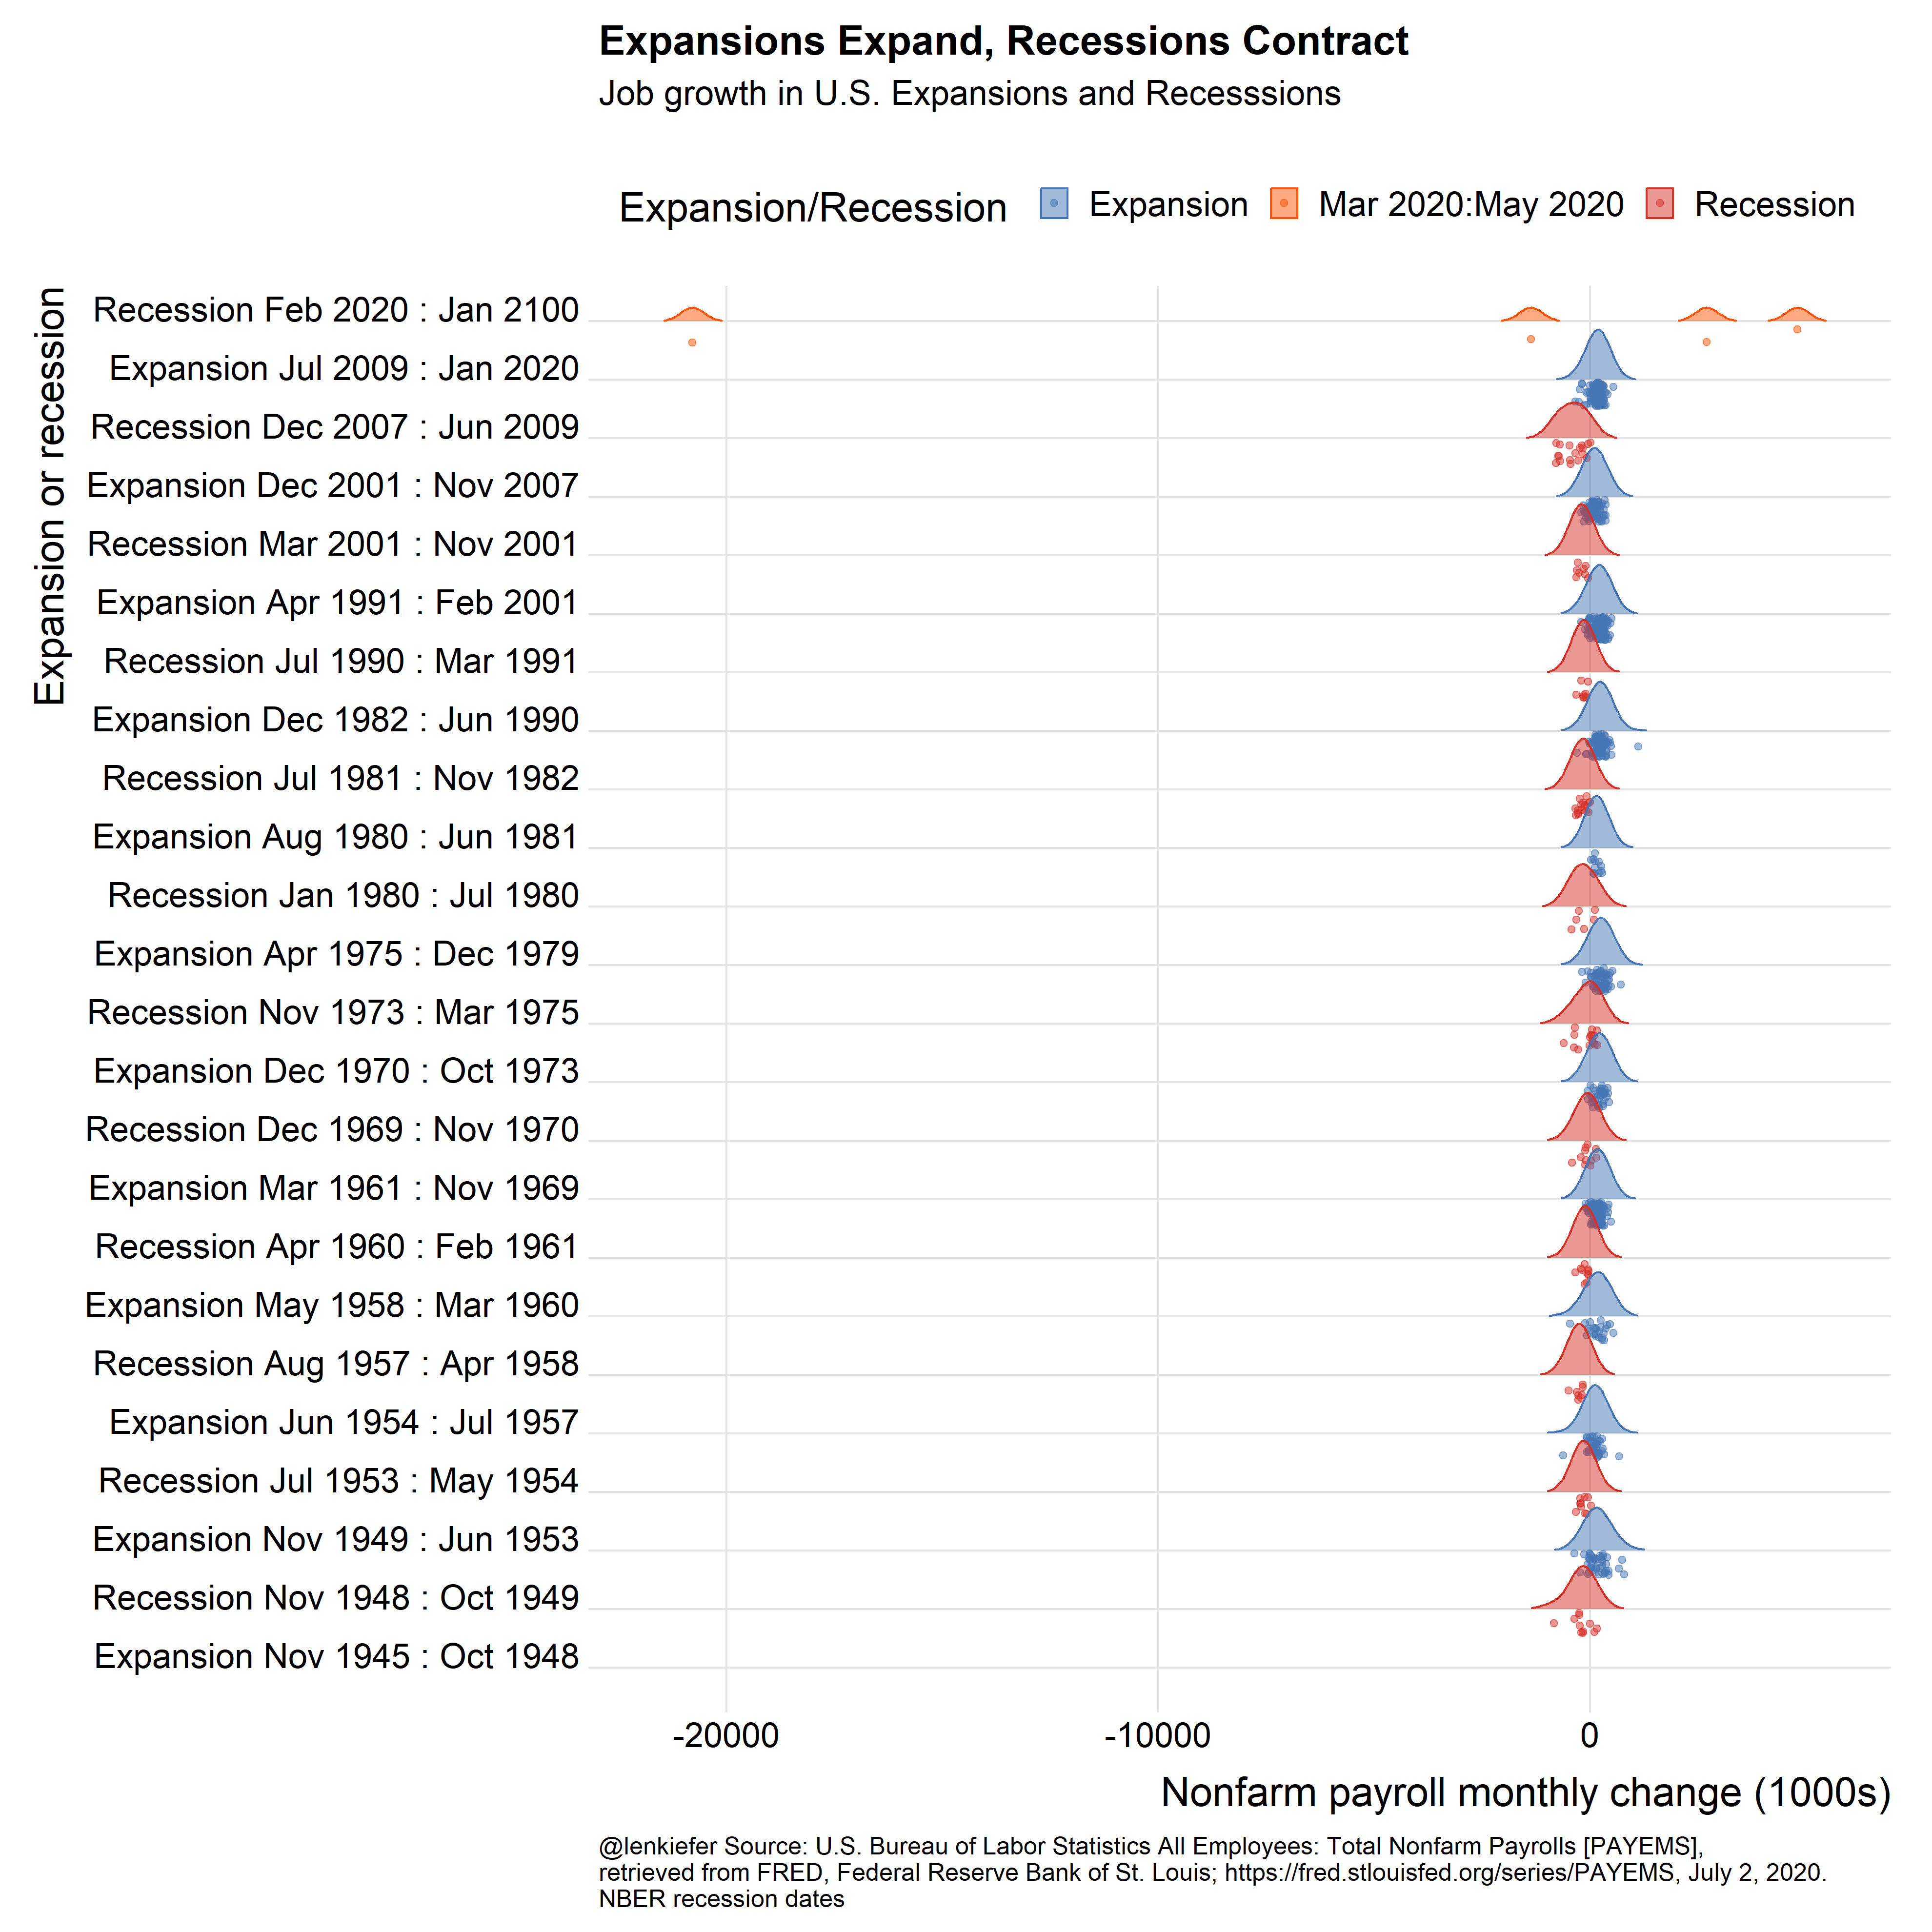 Expansions Expand, Recessions Contract
Job growth in U.S. Expansions and Recesssions
Expansion/Recession
Expansion
Mar 2020:May 2020
Recession
Expansion or recession
Recession Feb 2020 : Jan 2100
Expansion Jul 2009 : Jan 2020
Recession Dec 2007 : Jun 2009
Expansion Dec 2001 : Nov 2007
Recession Mar 2001 : Nov 2001
Expansion Apr 1991 : Feb 2001
Recession Jul 1990 : Mar 1991
Expansion Dec 1982 : Jun 1990
Recession Jul 1981 : Nov 1982
Expansion Aug 1980 : Jun 1981
Recession Jan 1980 : Jul 1980
Expansion Apr 1975 : Dec 1979
Recession Nov 1973 : Mar 1975
Expansion Dec 1970 : Oct 1973
Recession Dec 1969 : Nov 1970
Expansion Mar 1961 : Nov 1969
Recession Apr 1960 : Feb 1961
Expansion May 1958 : Mar 1960
Recession Aug 1957 : Apr 1958
Expansion Jun 1954 : Jul 1957
Recession Jul 1953 : May 1954
Expansion Nov 1949 : Jun 1953
Recession Nov 1948 : Oct 1949
Expansion Nov 1945 : Oct 1948
-20000
-10000
0
Nonfarm payroll monthly change (1000s)
@lenkiefer Source: U.S. Bureau of Labor Statistics All Employees: Total Nonfarm Payrolls [PAYEMS],
retrieved from FRED, Federal Reserve Bank of St. Louis; https://fred.stlouisfed.org/series/PAYEMS, July 2, 2020.
NBER recession dates